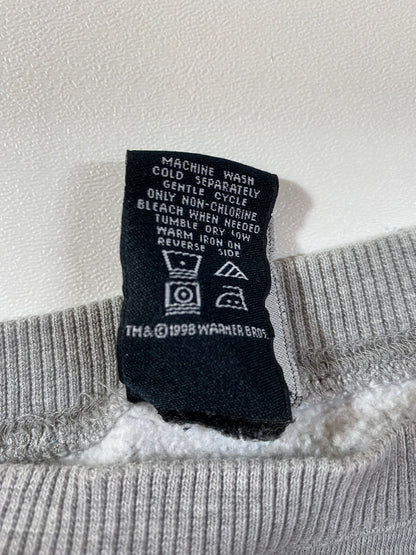 MACHINE WASH
COLD SEPARATELY
GENTLE CYCLE
ONLY NON-CHLORINE
BLEACH WHEN NEEDED
TUMBLE DRY LOW
WARM IRON ON
REVERSE SIDE
TM&©1998 WARNER BROS.